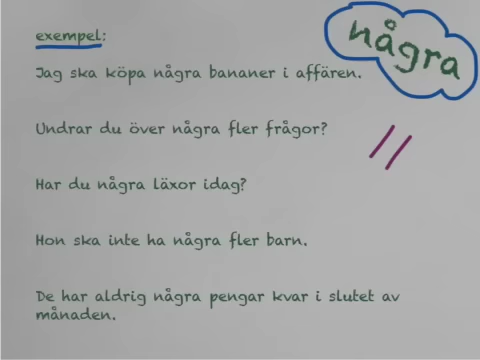 exempel:
några
Jag ska köpa några bananer i affären.
Undrar du över några fler frågor?
Har du några läxor idag?
Hon ska inte ha några fler barn.
De har aldrig några pengar kvar i slutet av
månaden.